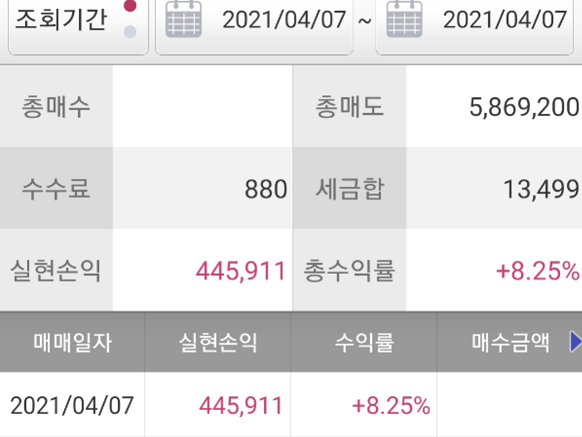 조회기간 2021/04/07 ~ 2021/04/07
총매수 총매도 5,869,200
수수료 880 세금합 13,499
실현손익 445,911 총수익률 +8.25%
매매일자 실현손익 수익률 매수금액
2021/04/07 445,911 +8.25%